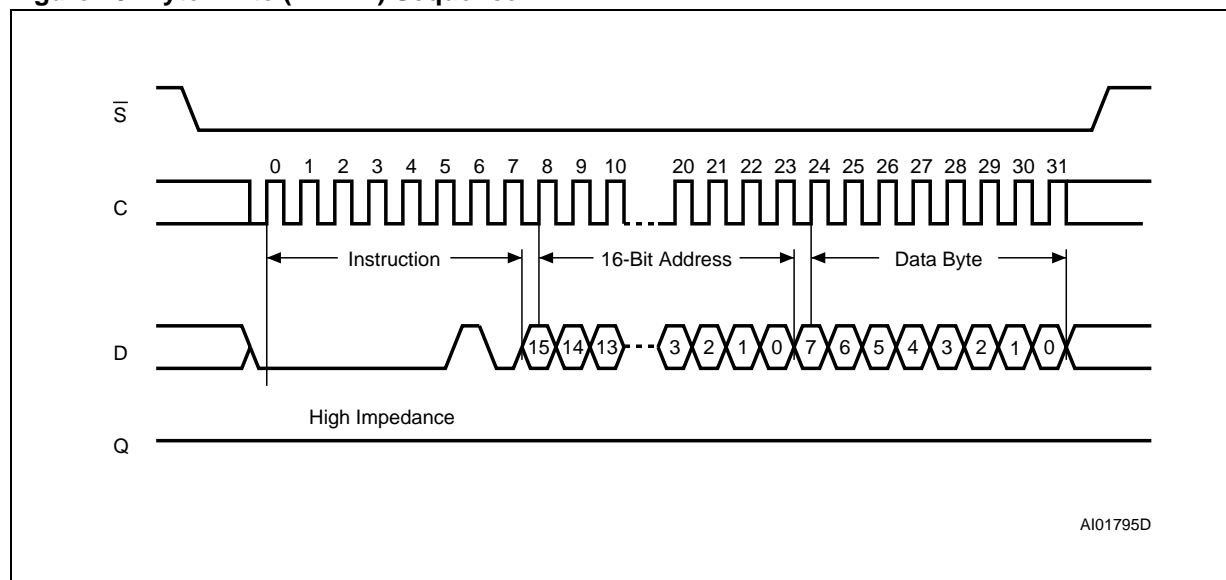 S
0 1 2 3 4 5 6 7 8 9 10 20 21 22 23 24 25 26 27 28 29 30 31
C
Instruction 16-Bit Address Data Byte
D 15 14 13 3 2 1 0 7 6 5 4 3 2 1 0
High Impedance
Q
AI01795D